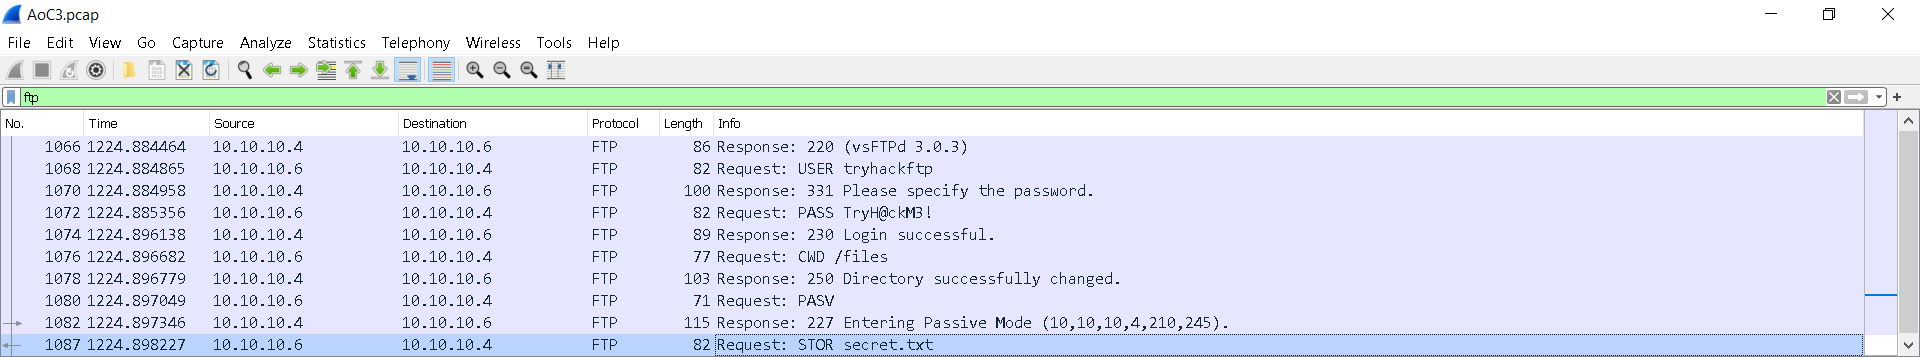 AoC3.pcap
File Edit View Go Capture Analyze Statistics Telephony Wireless Tools Help
ftp
No. Time Source Destination Protocol Length Info
1066 1224.884464 10.10.10.4 10.10.10.6 FTP 86 Response: 220 (vsFTPd 3.0.3)
1068 1224.884865 10.10.10.6 10.10.10.4 FTP 82 Request: USER tryhackftp
1070 1224.884958 10.10.10.4 10.10.10.6 FTP 100 Response: 331 Please specify the password.
1072 1224.885356 10.10.10.6 10.10.10.4 FTP 82 Request: PASS TryH@ckM3!
1074 1224.896138 10.10.10.4 10.10.10.6 FTP 89 Response: 230 Login successful.
1076 1224.896682 10.10.10.6 10.10.10.4 FTP 77 Request: CWD /files
1078 1224.896779 10.10.10.4 10.10.10.6 FTP 103 Response: 250 Directory successfully changed.
1080 1224.897049 10.10.10.6 10.10.10.4 FTP 71 Request: PASV
1082 1224.897346 10.10.10.4 10.10.10.6 FTP 115 Response: 227 Entering Passive Mode (10,10,10,4,210,245).
1087 1224.898227 10.10.10.6 10.10.10.4 FTP 82 Request: STOR secret.txt